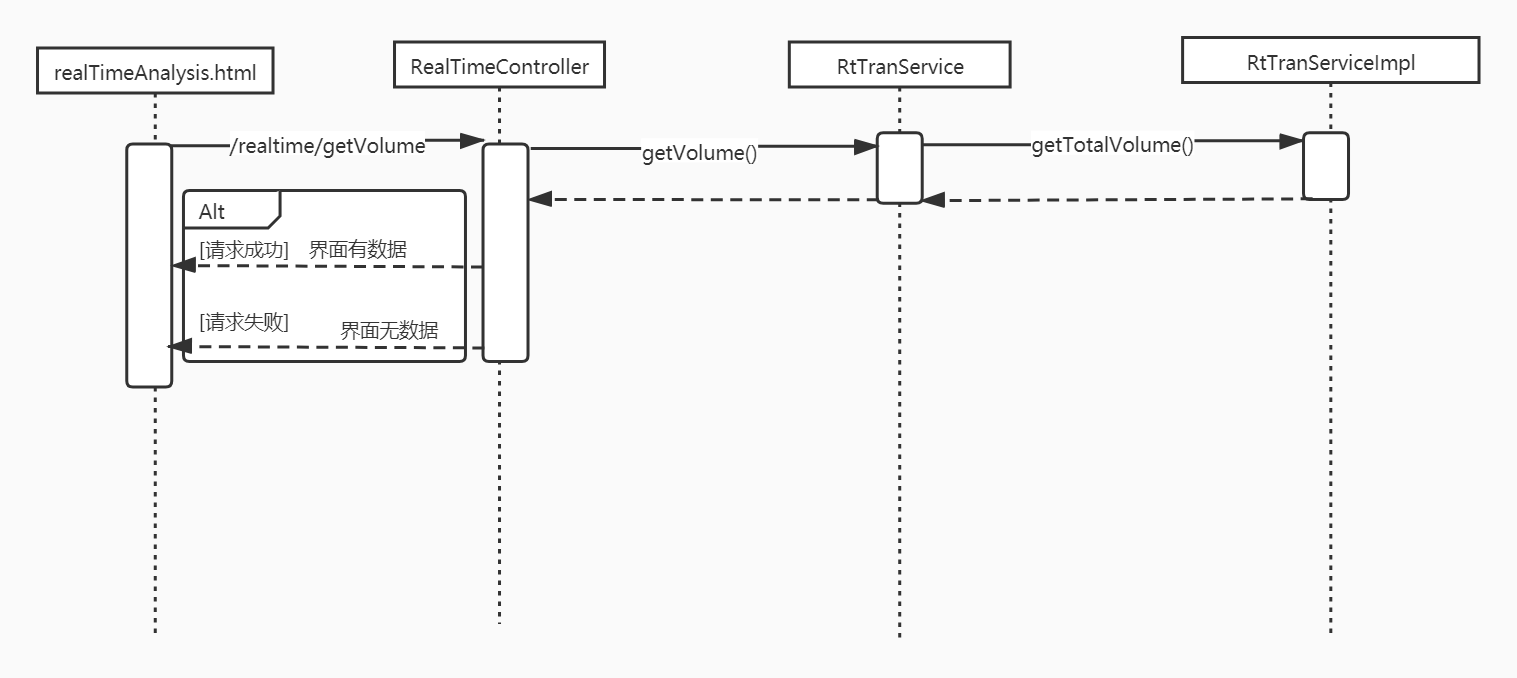 realTimeAnalysis.html
RealTimeController
RtTranService
RtTranServiceImpl
/realtime/getVolume
getVolume()
getTotalVolume()
Alt
[请求成功] 界面有数据
[请求失败] 界面无数据